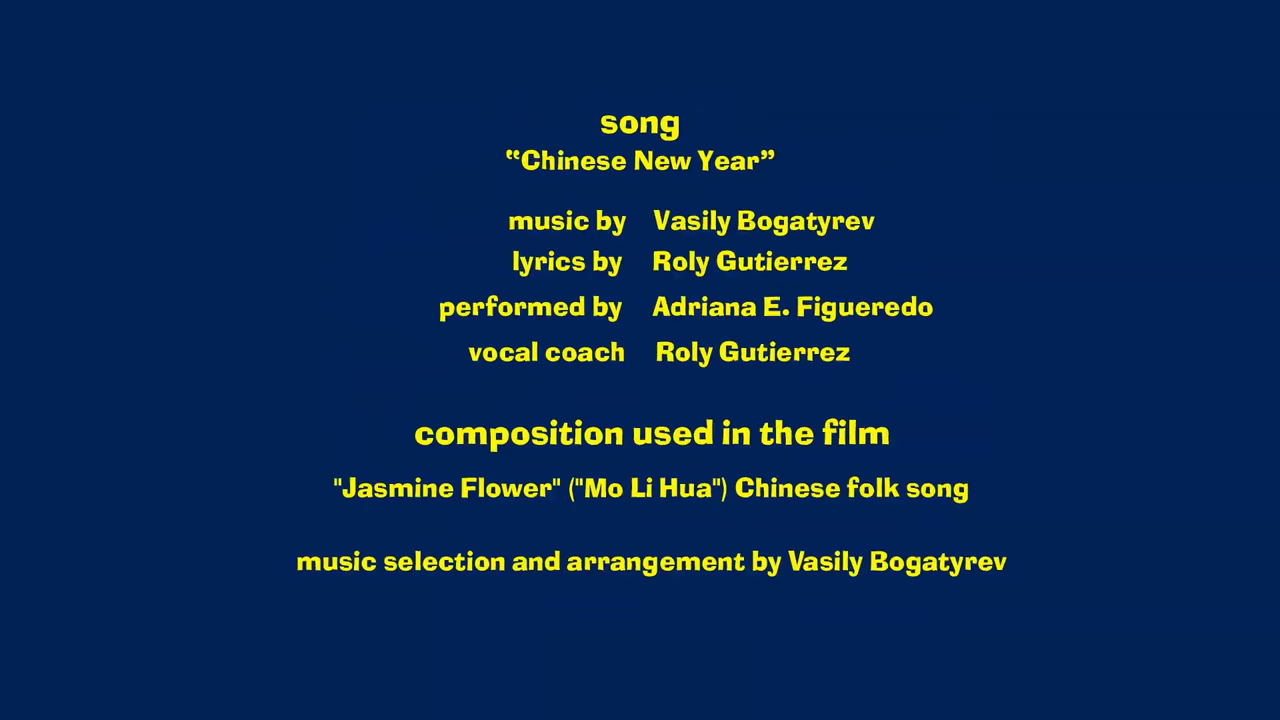 song
“Chinese New Year”
music by Vasily Bogatyrev
lyrics by Roly Gutierrez
performed by Adriana E. Figueredo
vocal coach Roly Gutierrez
composition used in the film
"Jasmine Flower" ("Mo Li Hua") Chinese folk song
music selection and arrangement by Vasily Bogatyrev